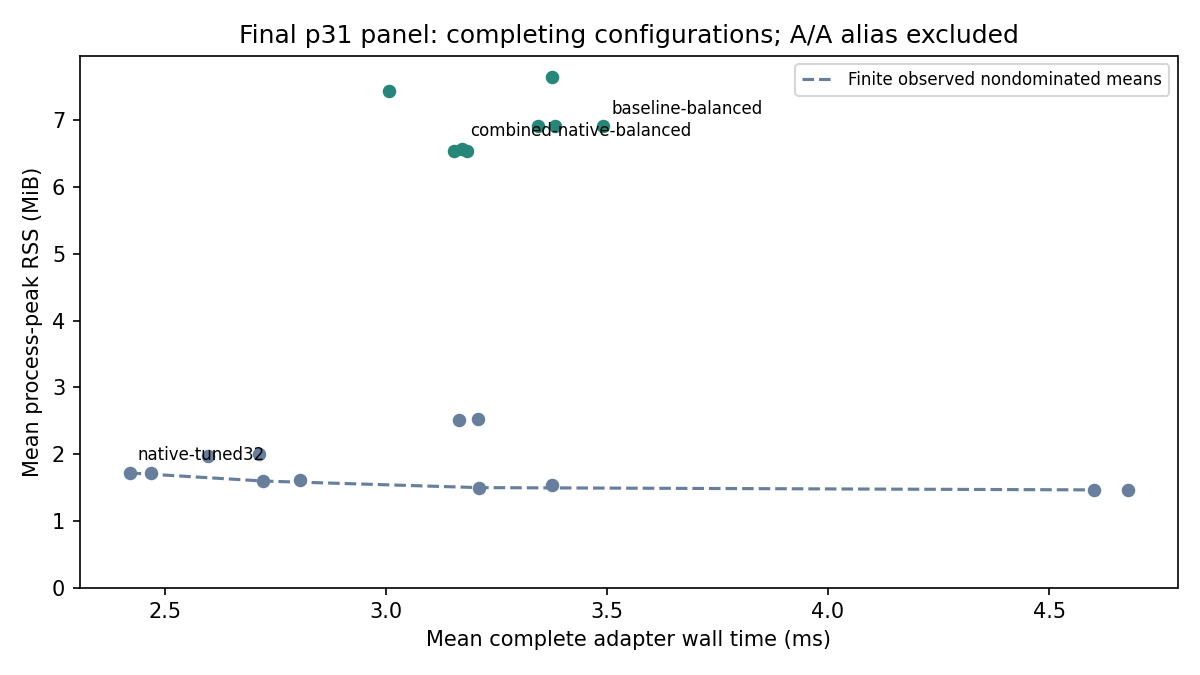 Final p31 panel: completing configurations; A/A alias excluded
Finite observed nondominated means
baseline-balanced
combined-native-balanced
native-tuned32
Mean process-peak RSS (MiB)
7
6
5
4
3
2
1
0
2.5 3.0 3.5 4.0 4.5
Mean complete adapter wall time (ms)